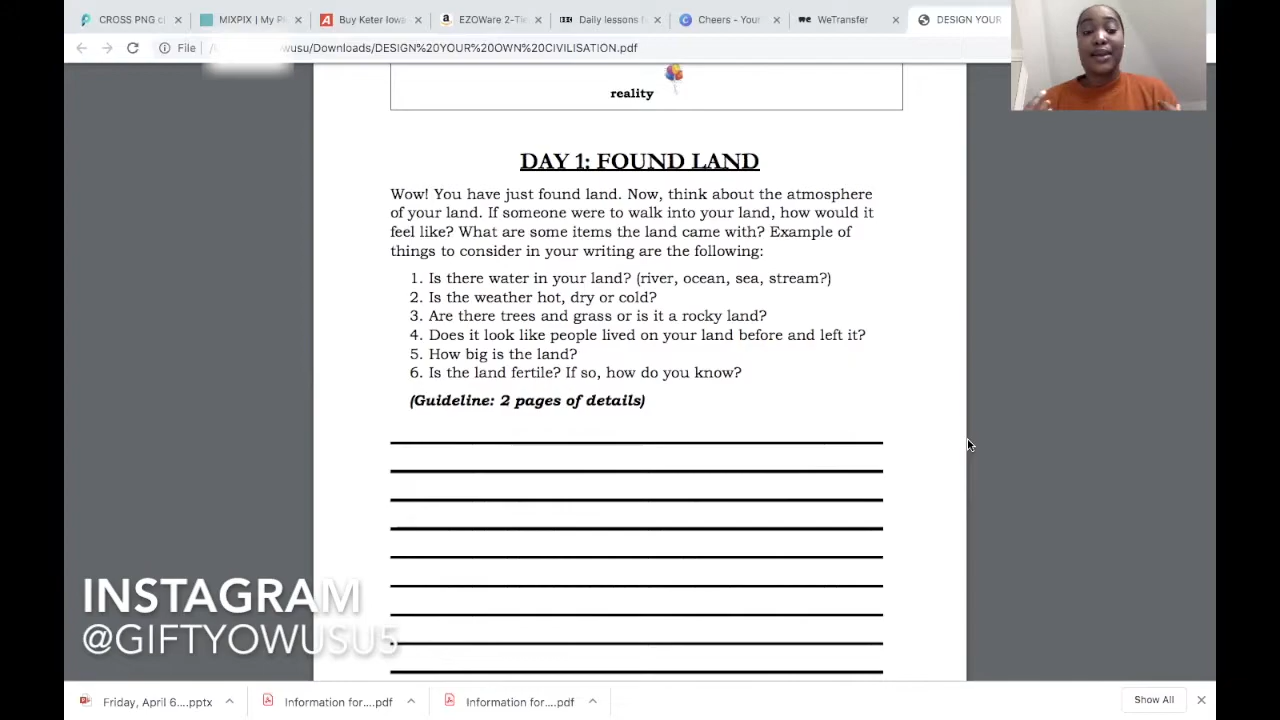 CROSS PNG c
MIXPIX | My P
Buy Keter Iows
EZOWare 2-Tie
Daily lessons f
Cheers - Your
WeTransfer
DESIGN YOUR
File
wusu/Downloads/DESIGN%20YOUR%20OWN%20CIVILISATION.pdf
reality
DAY 1: FOUND LAND
Wow! You have just found land. Now, think about the atmosphere
of your land. If someone were to walk into your land, how would it
feel like? What are some items the land came with? Example of
things to consider in your writing are the following:
1. Is there water in your land? (river, ocean, sea, stream?)
2. Is the weather hot, dry or cold?
3. Are there trees and grass or is it a rocky land?
4. Does it look like people lived on your land before and left it?
5. How big is the land?
6. Is the land fertile? If so, how do you know?
(Guideline: 2 pages of details)
INSTAGRAM
@GIFTYOWUSU5
Friday, April 6....pptx
Information for....pdf
Information for....pdf
Show All